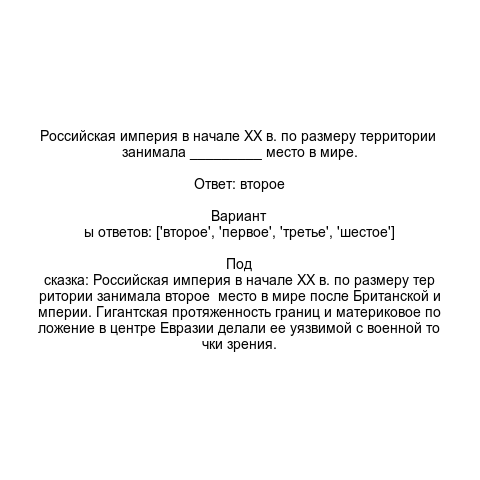 Российская империя в начале XX в. по размеру территории
занимала _________ место в мире.
Ответ: второе
Вариант
ы ответов: ['второе', 'первое', 'третье', 'шестое']
Под
сказка: Российская империя в начале XX в. по размеру тер
ритории занимала второе  место в мире после Британской и
мперии. Гигантская протяженность границ и материковое по
ложение в центре Евразии делали ее уязвимой с военной то
чки зрения.